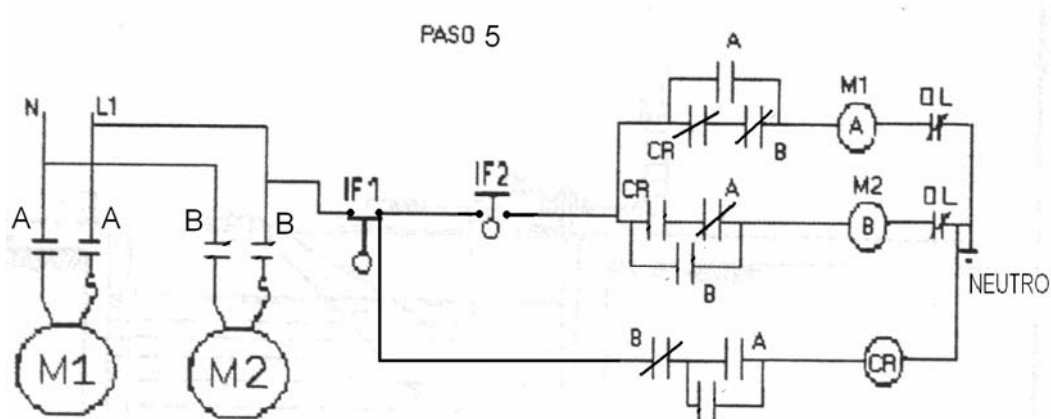 PASO 5
A
N L1
M1 OL
A
CR B
IF1 IF2
CR A M2 OL
A A B B
B
B
NEUTRO
B A
M1 M2
CR